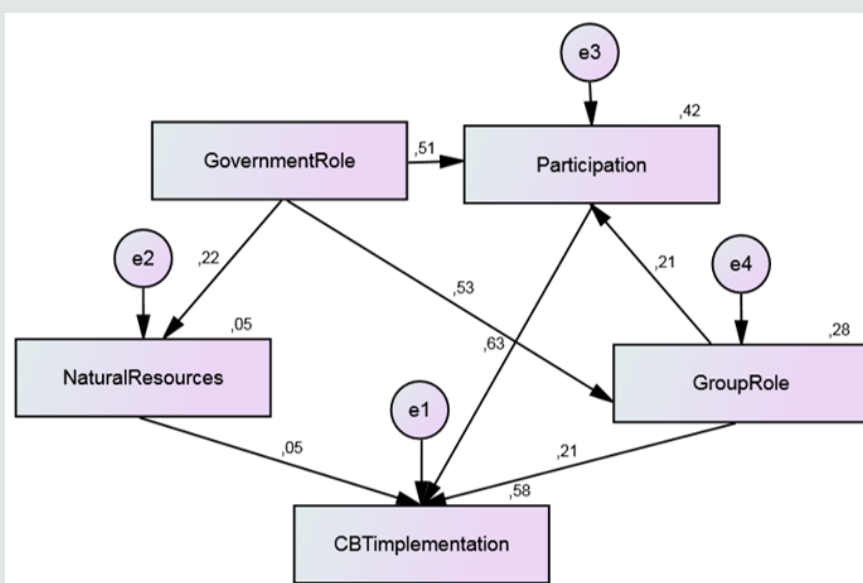 e3
,42
GovernmentRole
,51
Participation
e2
,22
,53
,21
e4
,05
,63
,28
NaturalResources
e1
GroupRole
,05
,21
,58
CBTimplementation